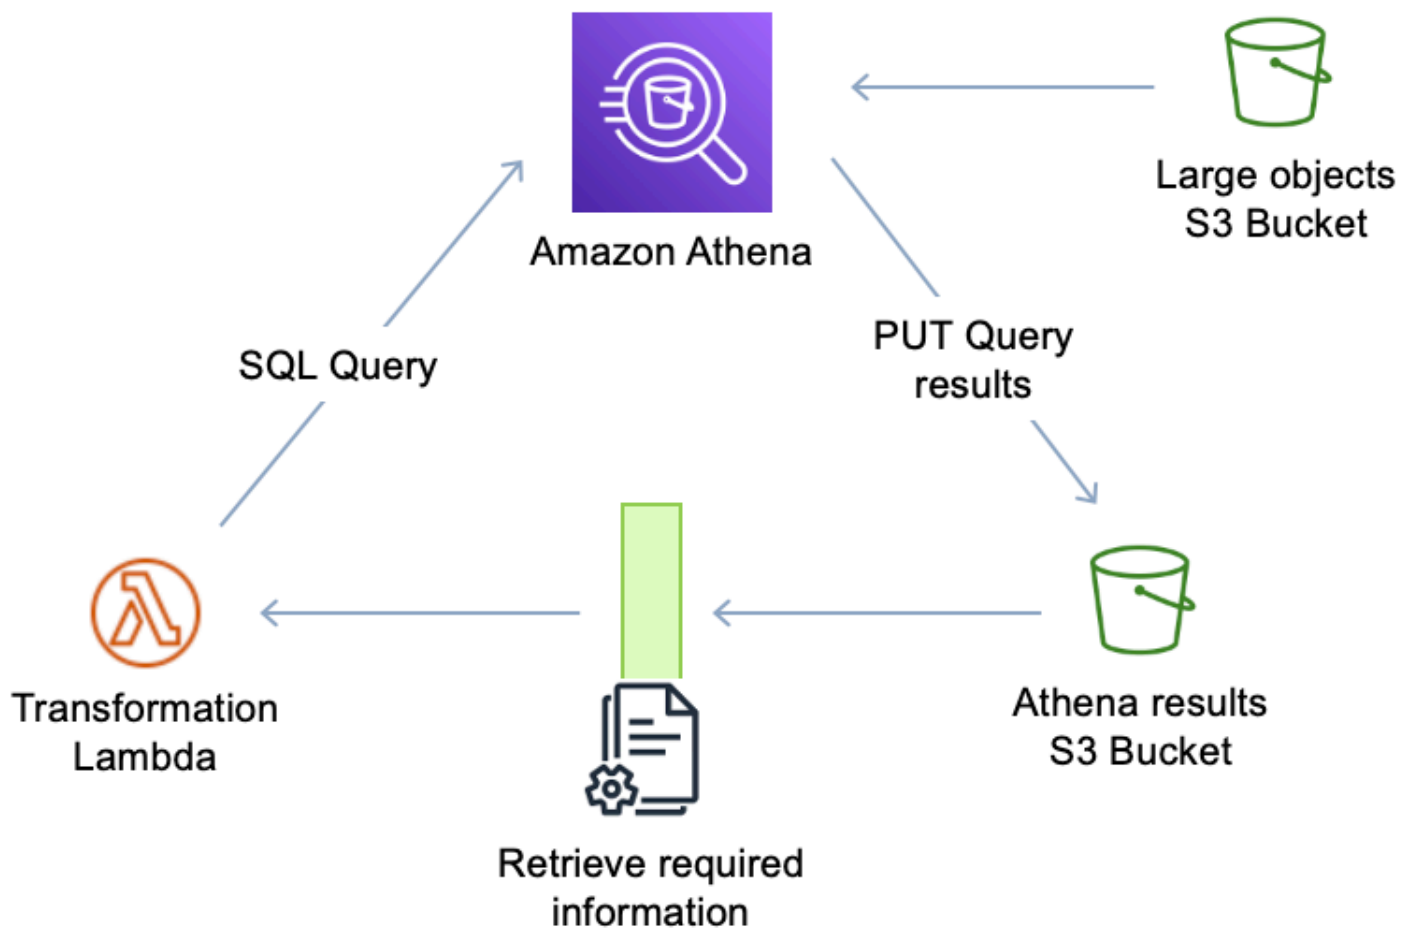 Large objects
S3 Bucket
Amazon Athena
PUT Query
results
SQL Query
Transformation
Lambda
Athena results
S3 Bucket
Retrieve required
information